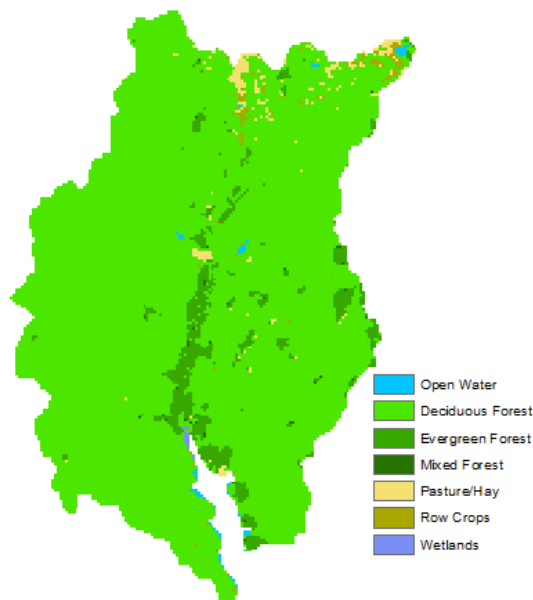 Open Water
Deciduous Forest
Evergreen Forest
Mixed Forest
Pasture/Hay
Row Crops
Wetlands